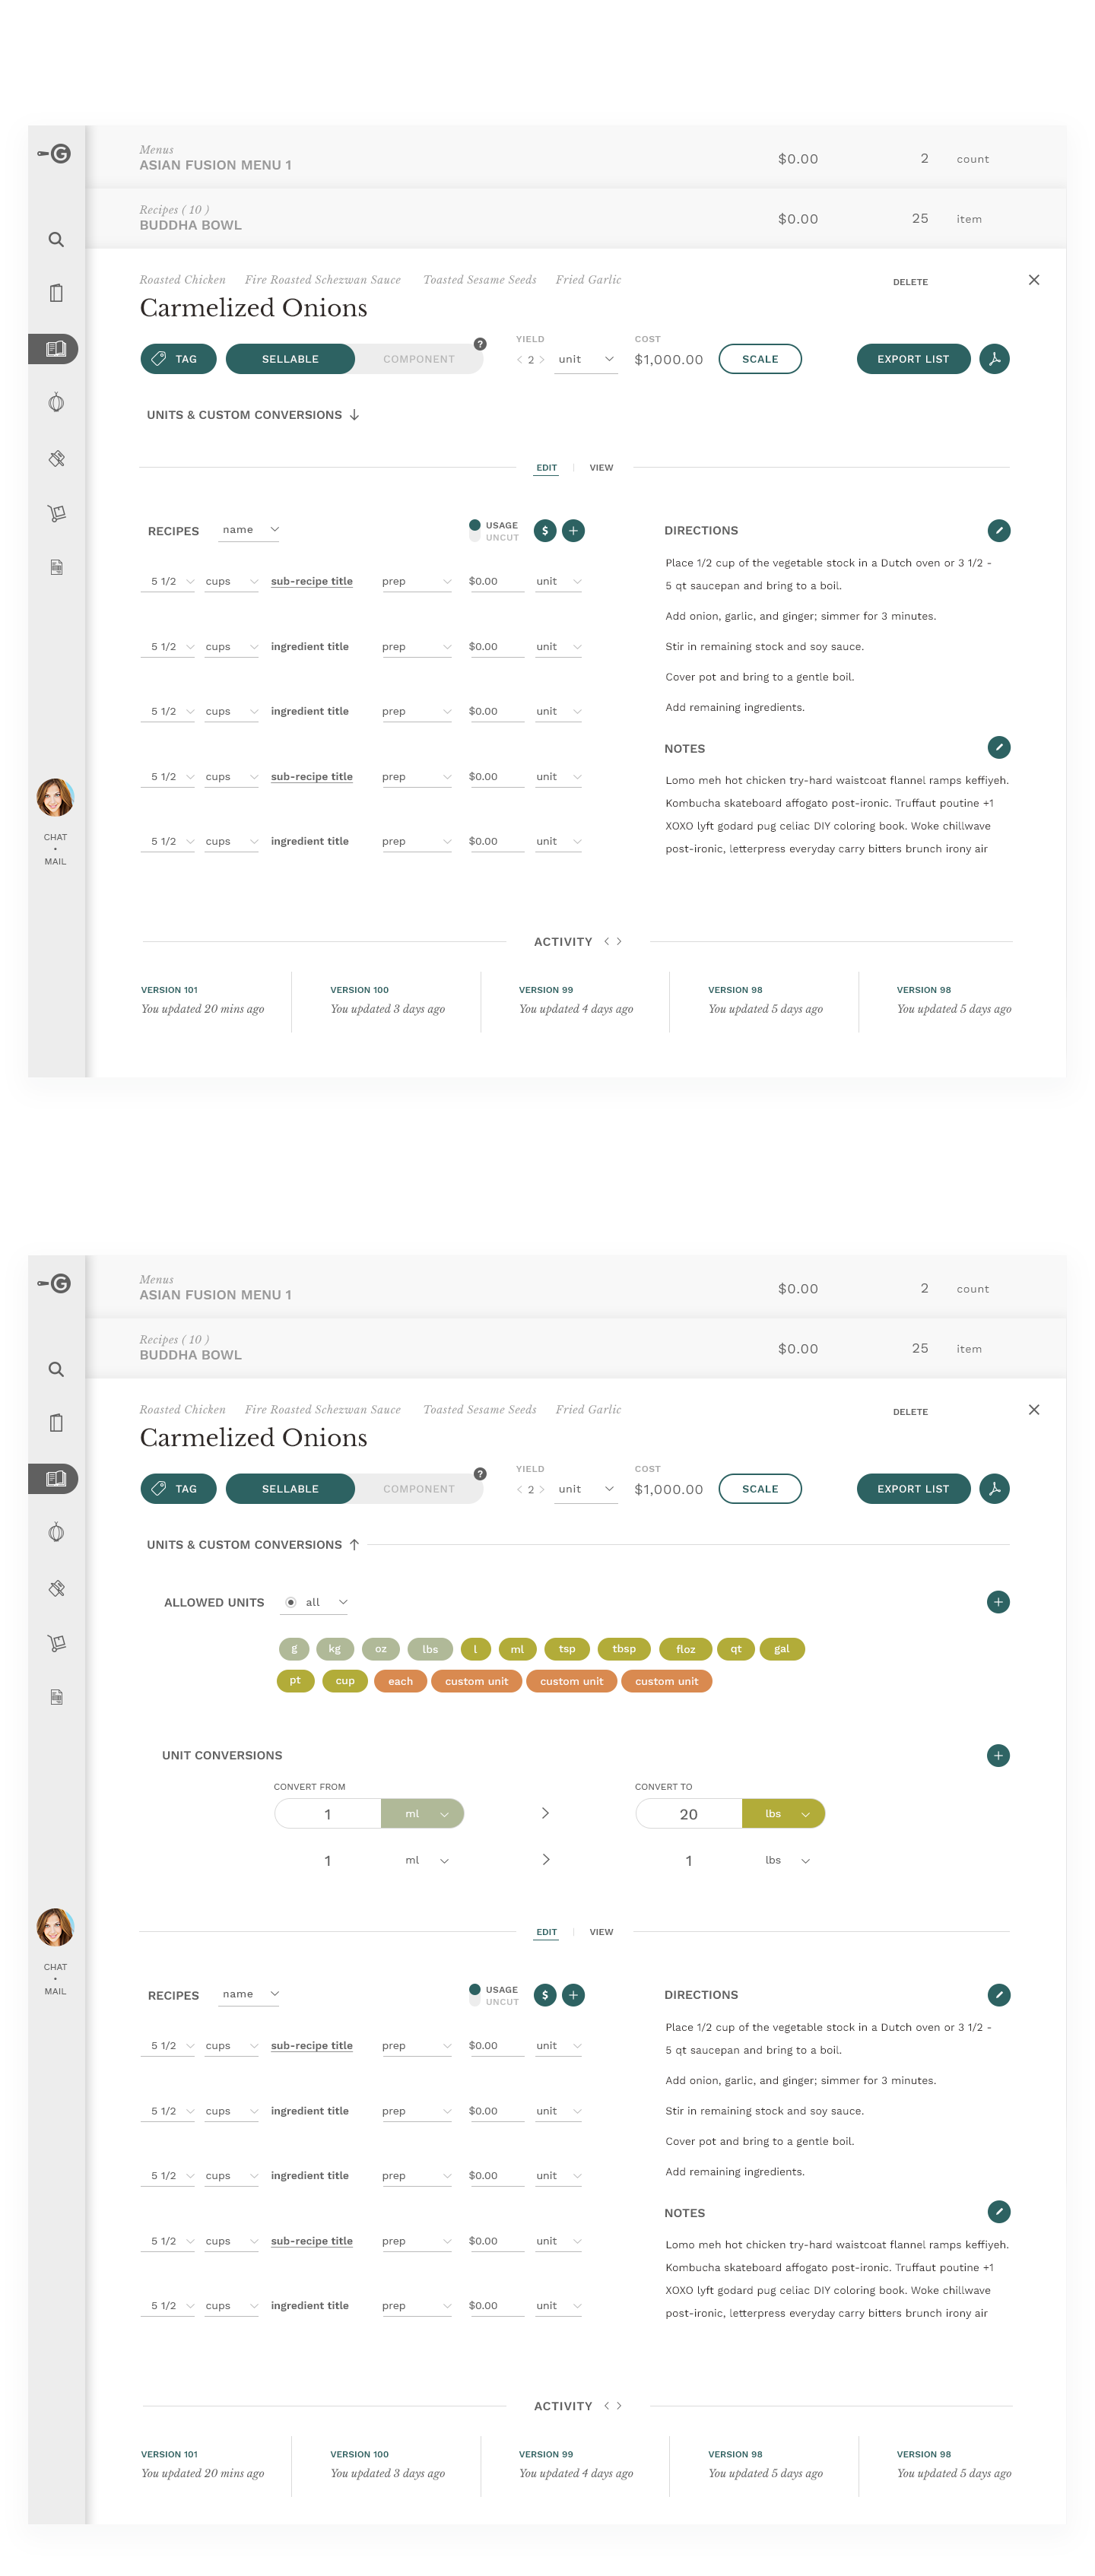 G
Menus
ASIAN FUSION MENU 1
$0.00 2 count
Recipes ( 10 )
BUDDHA BOWL
$0.00 25 item
Roasted Chicken Fire Roasted Schezwan Sauce Toasted Sesame Seeds Fried Garlic
DELETE
Carmelized Onions
TAG SELLABLE COMPONENT ?
YIELD
2 unit
COST
$1,000.00
SCALE EXPORT LIST
UNITS & CUSTOM CONVERSIONS
EDIT | VIEW
RECIPES name
USAGE
UNCUT
$ +
5 1/2 cups sub-recipe title prep $0.00 unit
5 1/2 cups ingredient title prep $0.00 unit
5 1/2 cups ingredient title prep $0.00 unit
5 1/2 cups sub-recipe title prep $0.00 unit
5 1/2 cups ingredient title prep $0.00 unit
DIRECTIONS
Place 1/2 cup of the vegetable stock in a Dutch oven or 3 1/2 -
5 qt saucepan and bring to a boil.
Add onion, garlic, and ginger; simmer for 3 minutes.
Stir in remaining stock and soy sauce.
Cover pot and bring to a gentle boil.
Add remaining ingredients.
NOTES
Lomo meh hot chicken try-hard waistcoat flannel ramps keffiyeh.
Kombucha skateboard affogato post-ironic. Truffaut poutine +1
XOXO lyft godard pug celiac DIY coloring book. Woke chillwave
post-ironic, letterpress everyday carry bitters brunch irony air
CHAT
•
MAIL
ACTIVITY < >
VERSION 101
You updated 20 mins ago
VERSION 100
You updated 3 days ago
VERSION 99
You updated 4 days ago
VERSION 98
You updated 5 days ago
VERSION 98
You updated 5 days ago
G
Menus
ASIAN FUSION MENU 1
$0.00 2 count
Recipes ( 10 )
BUDDHA BOWL
$0.00 25 item
Roasted Chicken Fire Roasted Schezwan Sauce Toasted Sesame Seeds Fried Garlic
DELETE
Carmelized Onions
TAG SELLABLE COMPONENT ?
YIELD
2 unit
COST
$1,000.00
SCALE EXPORT LIST
UNITS & CUSTOM CONVERSIONS
ALLOWED UNITS all +
g kg oz lbs l ml tsp tbsp floz qt gal
pt cup each custom unit custom unit custom unit
UNIT CONVERSIONS +
CONVERT FROM CONVERT TO
1 ml > 20 lbs
1 ml > 1 lbs
EDIT | VIEW
RECIPES name
USAGE
UNCUT
$ +
5 1/2 cups sub-recipe title prep $0.00 unit
5 1/2 cups ingredient title prep $0.00 unit
5 1/2 cups ingredient title prep $0.00 unit
5 1/2 cups sub-recipe title prep $0.00 unit
5 1/2 cups ingredient title prep $0.00 unit
DIRECTIONS
Place 1/2 cup of the vegetable stock in a Dutch oven or 3 1/2 -
5 qt saucepan and bring to a boil.
Add onion, garlic, and ginger; simmer for 3 minutes.
Stir in remaining stock and soy sauce.
Cover pot and bring to a gentle boil.
Add remaining ingredients.
NOTES
Lomo meh hot chicken try-hard waistcoat flannel ramps keffiyeh.
Kombucha skateboard affogato post-ironic. Truffaut poutine +1
XOXO lyft godard pug celiac DIY coloring book. Woke chillwave
post-ironic, letterpress everyday carry bitters brunch irony air
CHAT
•
MAIL
ACTIVITY < >
VERSION 101
You updated 20 mins ago
VERSION 100
You updated 3 days ago
VERSION 99
You updated 4 days ago
VERSION 98
You updated 5 days ago
VERSION 98
You updated 5 days ago